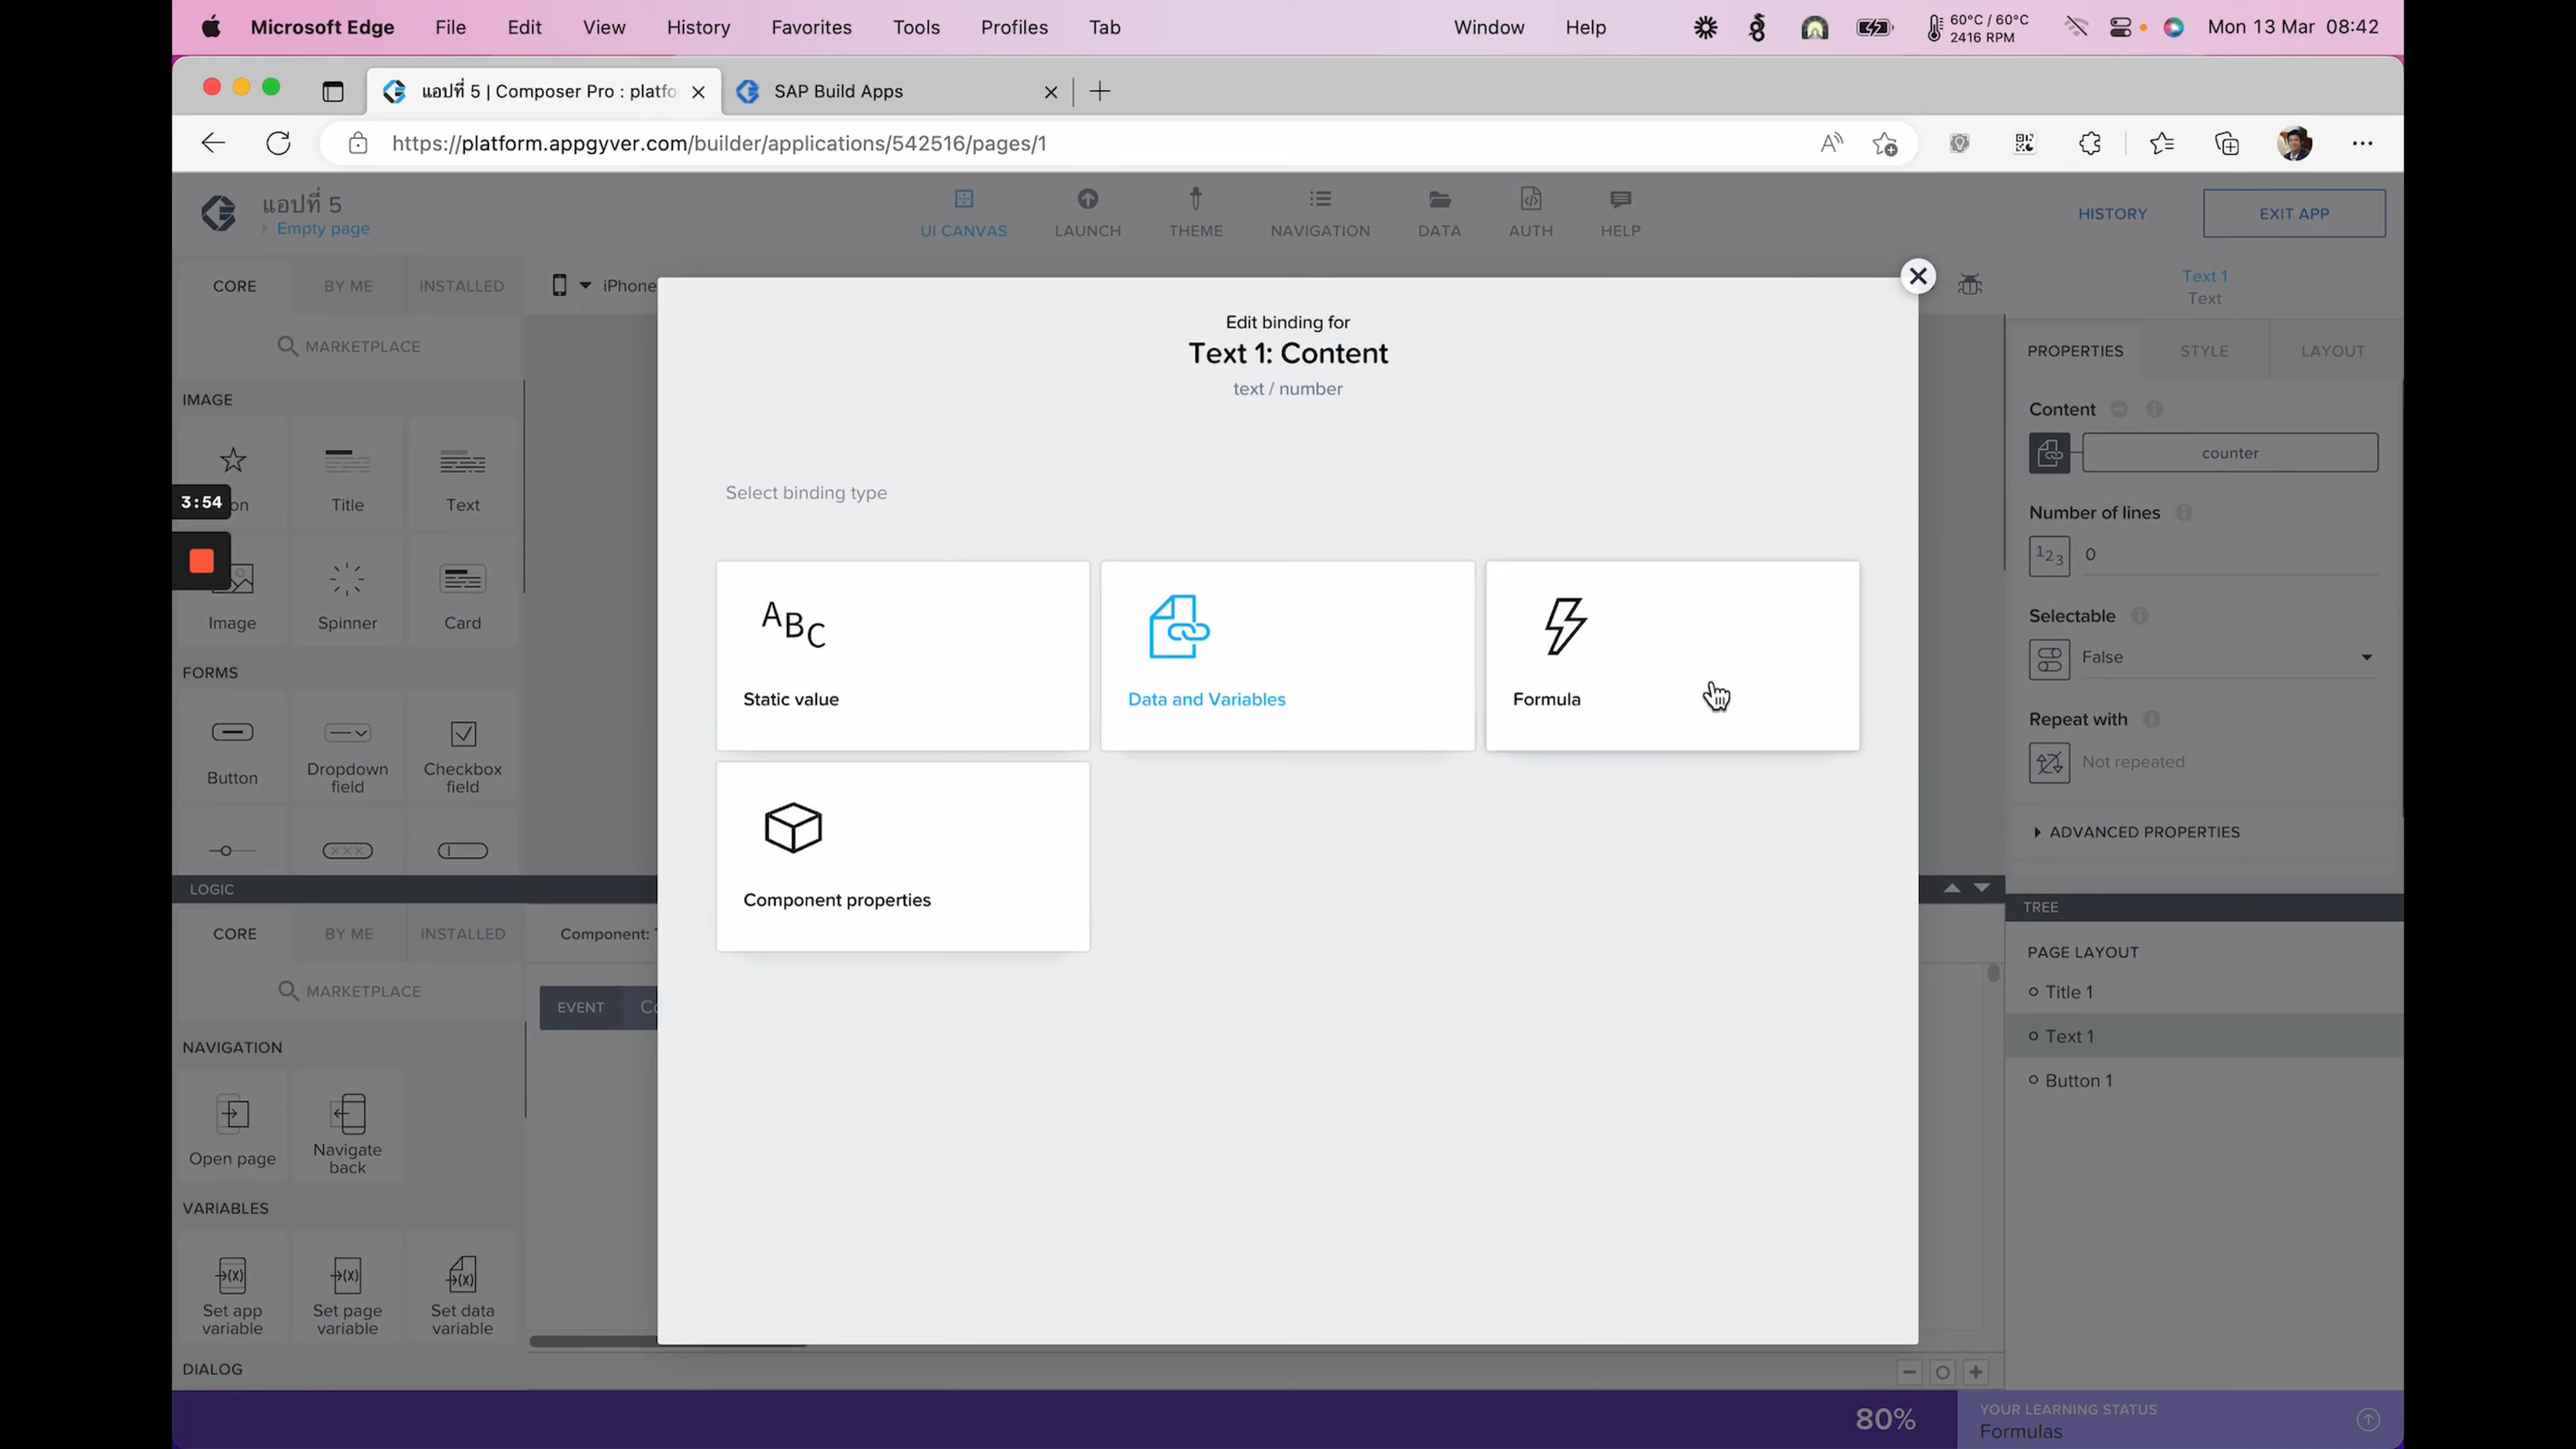 Microsoft Edge File Edit View History Favorites Tools Profiles Tab Window Help 60°C / 60°C Mon 13 Mar 08:42
2416 RPM
แอปที่ 5 | Composer Pro : platfo
SAP Build Apps
https://platform.appgyver.com/builder/applications/542516/pages/1
แอปที่ 5
Empty page
UI CANVAS
LAUNCH
THEME
NAVIGATION
DATA
AUTH
HELP
HISTORY
EXIT APP
CORE
BY ME
INSTALLED
MARKETPLACE
IMAGE
on
Title
Text
3:54
Image
Spinner
Card
FORMS
Button
Dropdown
field
Checkbox
field
iPhone
Edit binding for
Text 1: Content
text / number
Select binding type
ABC
Static value
Data and Variables
Formula
Component properties
Text 1
Text
PROPERTIES
STYLE
LAYOUT
Content
counter
Number of lines
123
0
Selectable
False
Repeat with
Not repeated
ADVANCED PROPERTIES
LOGIC
CORE
BY ME
INSTALLED
MARKETPLACE
Component:
EVENT
Co
NAVIGATION
Open page
Navigate
back
VARIABLES
(x)
(x)
(x)
Set app
variable
Set page
variable
Set data
variable
DIALOG
TREE
PAGE LAYOUT
Title 1
Text 1
Button 1
80%
YOUR LEARNING STATUS
Formulas